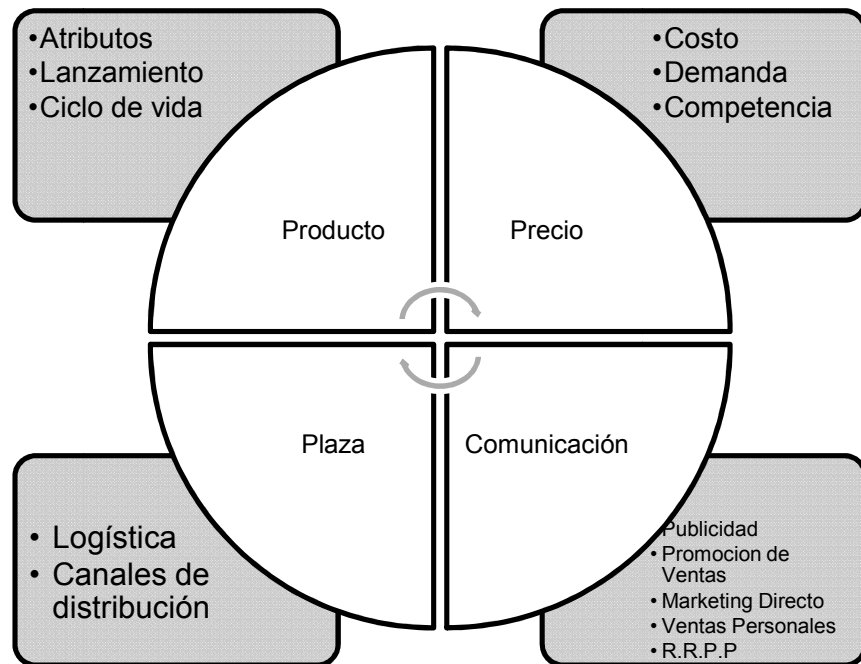 •Atributos
•Lanzamiento
•Ciclo de vida
•Costo
•Demanda
•Competencia
Producto
Precio
Plaza
Comunicación
• Logística
• Canales de
distribución
Publicidad
• Promocion de
Ventas
• Marketing Directo
• Ventas Personales
• R.R.P.P